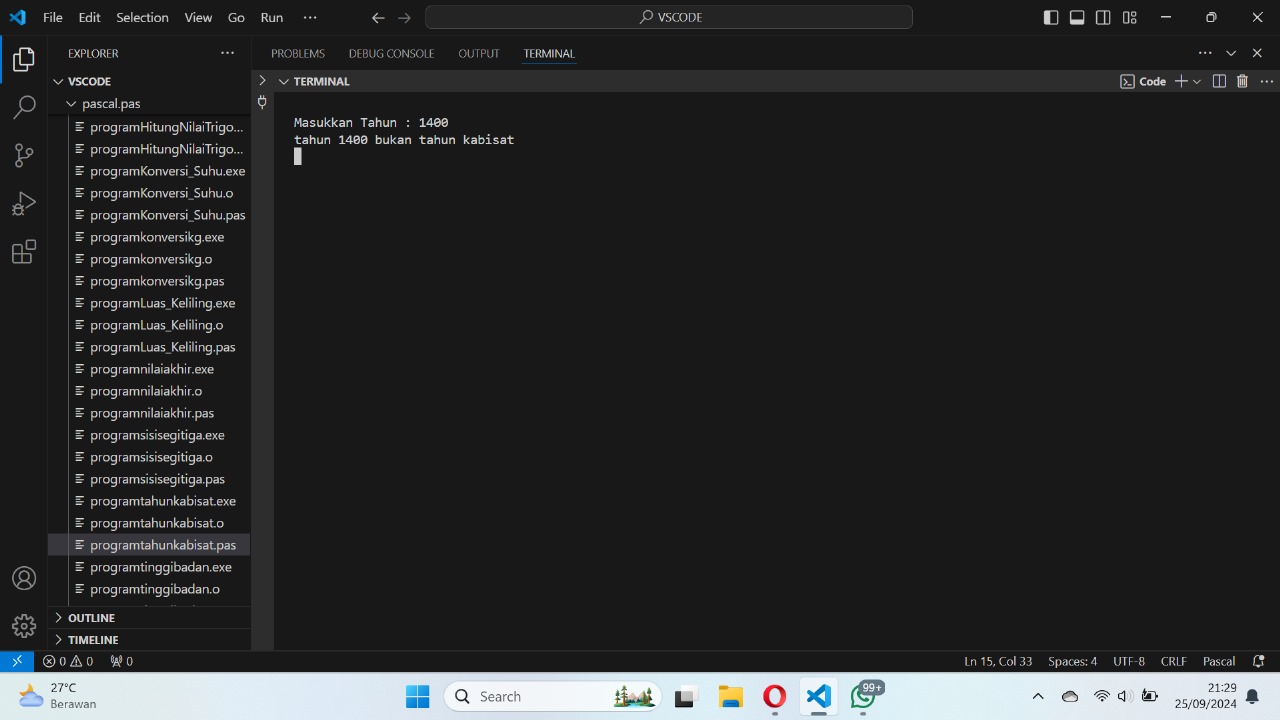 File Edit Selection View Go Run ···
VSCODE
EXPLORER ···
VSCODE
pascal.pas
programHitungNilaiTrigo...
programHitungNilaiTrigo...
programKonversi_Suhu.exe
programKonversi_Suhu.o
programKonversi_Suhu.pas
programkonversikg.exe
programkonversikg.o
programkonversikg.pas
programLuas_Keliling.exe
programLuas_Keliling.o
programLuas_Keliling.pas
programnilaiakhir.exe
programnilaiakhir.o
programnilaiakhir.pas
programsisisegitiga.exe
programsisisegitiga.o
programsisisegitiga.pas
programtahunkabisat.exe
programtahunkabisat.o
programtahunkabisat.pas
programtinggibadan.exe
programtinggibadan.o
OUTLINE
TIMELINE
PROBLEMS DEBUG CONSOLE OUTPUT TERMINAL
TERMINAL
Code
Masukkan Tahun : 1400
tahun 1400 bukan tahun kabisat
0 0 0
Ln 15, Col 33 Spaces: 4 UTF-8 CRLF Pascal
27°C
Berawan
Search
99+
21:29
25/09/2024